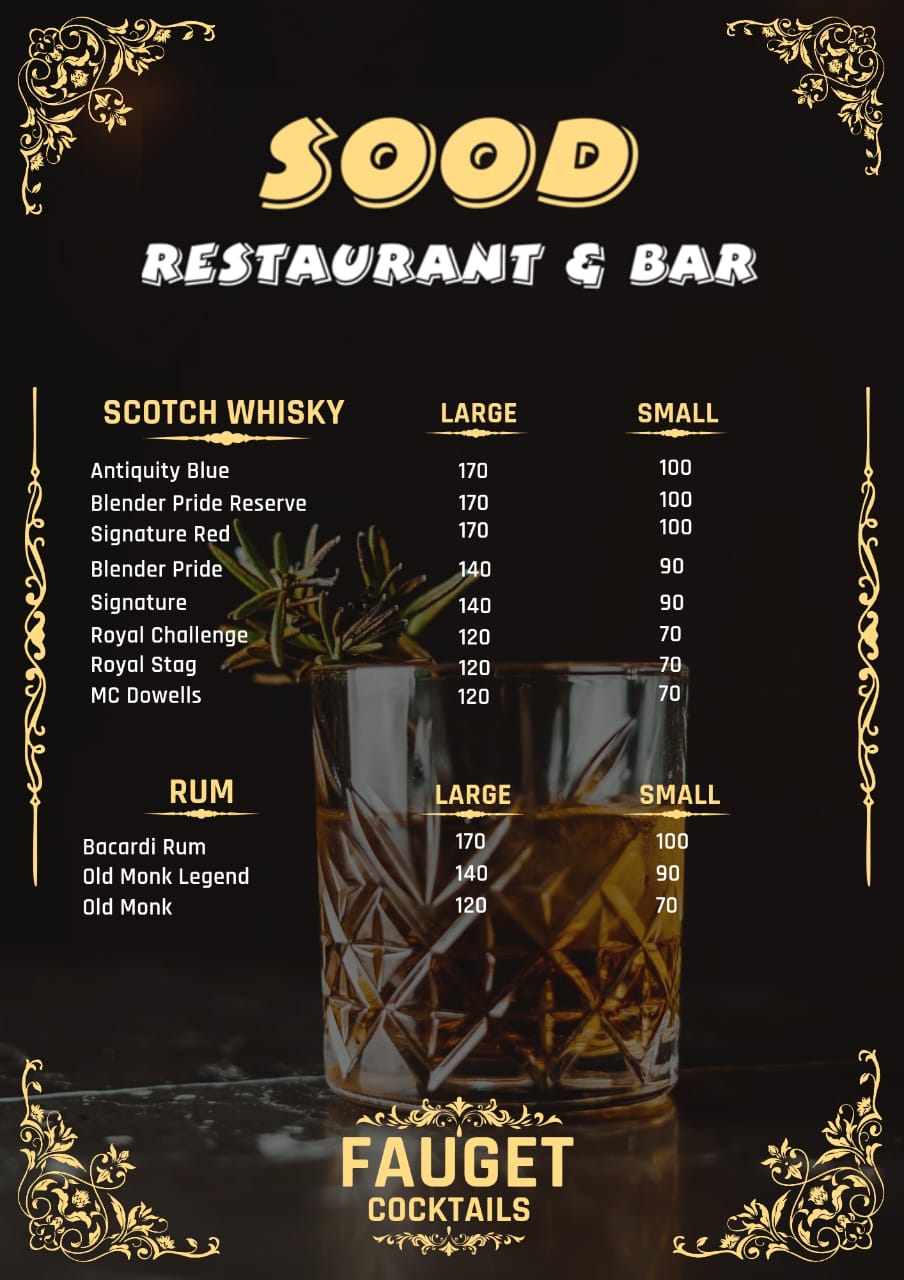 SOOD
RESTAURANT & BAR
SCOTCH WHISKY LARGE SMALL
Antiquity Blue 170 100
Blender Pride Reserve 170 100
Signature Red 170 100
Blender Pride 140 90
Signature 140 90
Royal Challenge 120 70
Royal Stag 120 70
MC Dowells 120 70
RUM LARGE SMALL
Bacardi Rum 170 100
Old Monk Legend 140 90
Old Monk 120 70
FAUGET
COCKTAILS